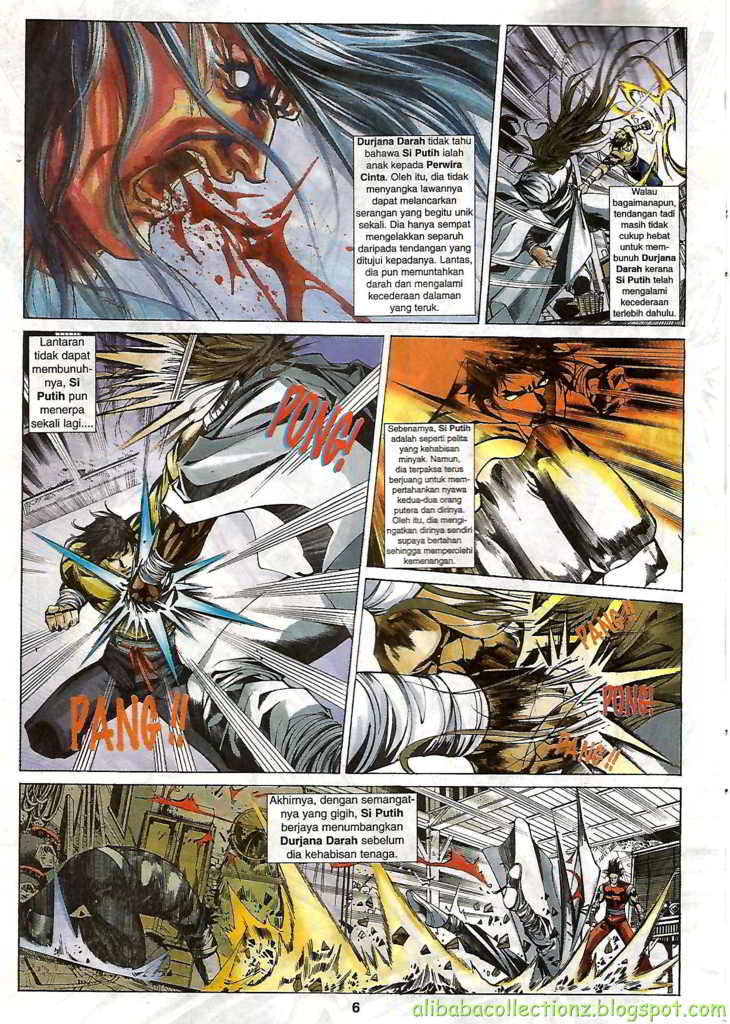 Durjana Darah tidak tahu
bahawa Si Putih ialah
anak kepada Perwira
Cinta. Oleh itu, dia tidak
menyangka lawannya
dapat melancarkan
serangan yang begitu unik
sekali. Dia hanya sempat
mengelakkan separuh
daripada tendangan yang
ditujui kepadanya. Lantas,
dia pun memuntahkan
darah dan mengalami
kecederaan dalaman
yang teruk.
Walau
bagaimanapun,
tendangan tadi
masih tidak
cukup hebat
untuk mem-
bunuh Durjana
Darah kerana
Si Putih telah
mengalami
kecederaan
terlebih dahulu.
Lantaran
tidak dapat
membunuh-
nya, Si
Putih pun
menerpa
sekali lagi....
PONG!
PANG!!
Sebenarnya, Si Putih
adalah seperti pelita
yang kehabisan
minyak. Namun,
dia terpaksa terus
berjuang untuk mem-
pertahankan nyawa
kedua-dua orang
putera dan dirinya.
Oleh itu, dia mengi-
ngatkan dirinya sendiri
supaya bertahan
sehingga memperolehi
kemenangan.
PANG!!
PONG!
PANG!!
Akhirnya, dengan semangat-
nya yang gigih, Si Putih
berjaya menumbangkan
Durjana Darah sebelum
dia kehabisan tenaga.
6
alibabacollectionz.blogspot.com